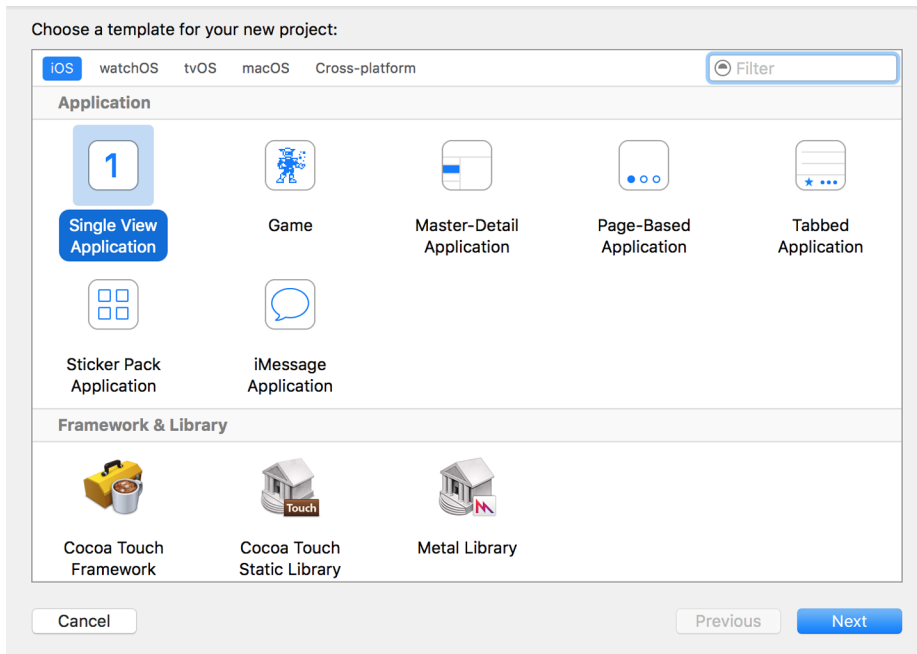 Choose a template for your new project:
iOS watchOS tvOS macOS Cross-platform Filter
Application
1
Single View Application
Game
Master-Detail Application
Page-Based Application
Tabbed Application
Sticker Pack Application
iMessage Application
Framework & Library
Touch
Cocoa Touch Framework
Cocoa Touch Static Library
Metal Library
Cancel Previous Next